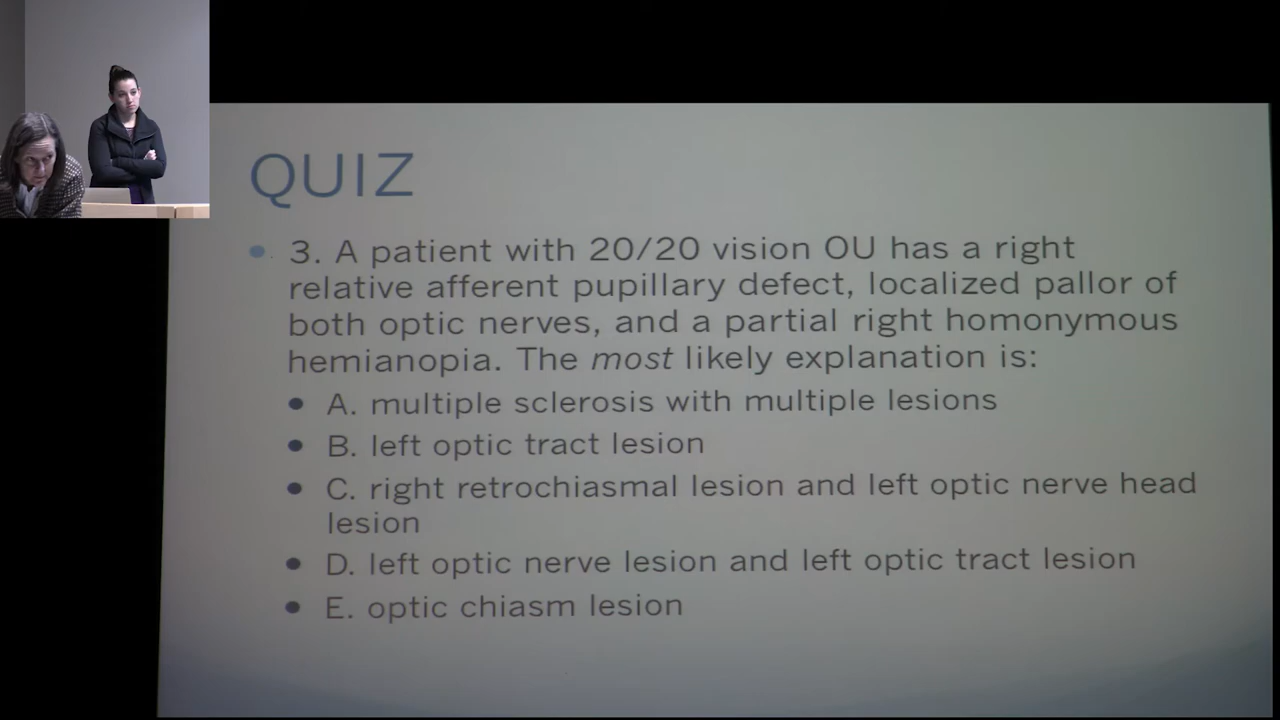 QUIZ
3. A patient with 20/20 vision OU has a right
relative afferent pupillary defect, localized pallor of
both optic nerves, and a partial right homonymous
hemianopia. The most likely explanation is:
A. multiple sclerosis with multiple lesions
B. left optic tract lesion
C. right retrochiasmal lesion and left optic nerve head
lesion
D. left optic nerve lesion and left optic tract lesion
E. optic chiasm lesion